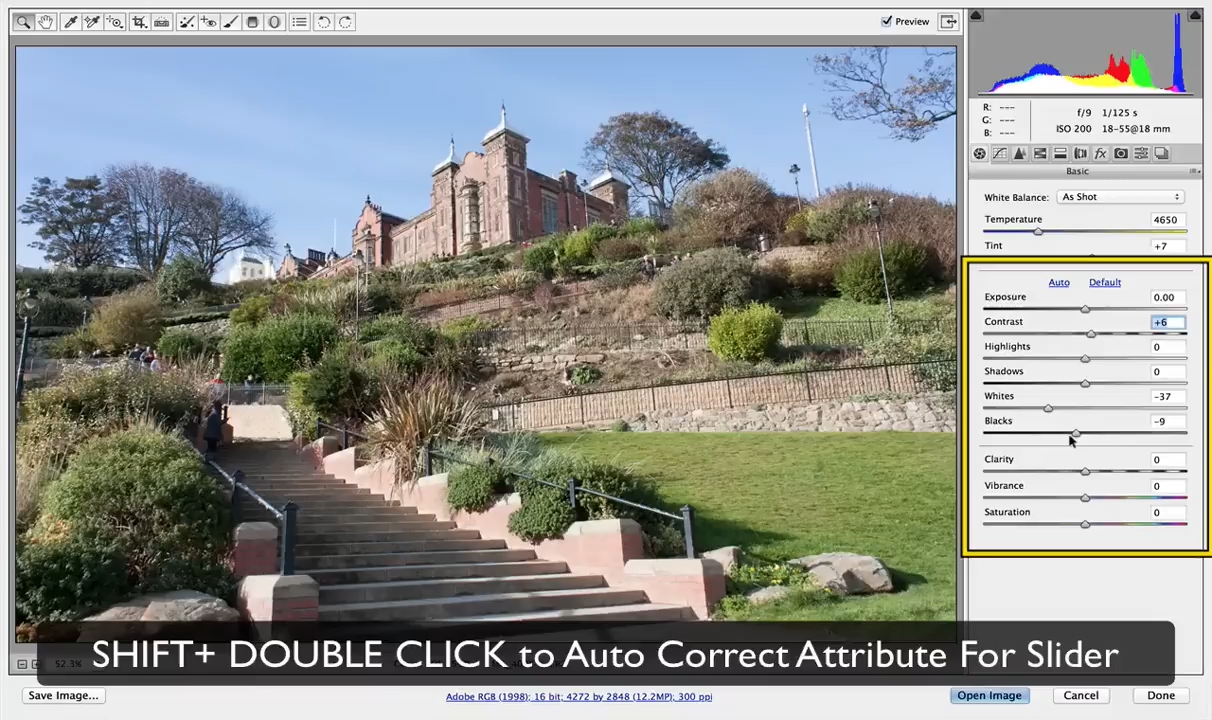 Preview
R: ---
G: ---
B: ---
f/9 1/125 s
ISO 200 18-55@18 mm
Basic
White Balance: As Shot
Temperature 4650
Tint +7
Auto Default
Exposure 0.00
Contrast +6
Highlights 0
Shadows 0
Whites -37
Blacks -9
Clarity 0
Vibrance 0
Saturation 0
SHIFT+ DOUBLE CLICK to Auto Correct Attribute For Slider
52.3%
Save Image...
Adobe RGB (1998); 16 bit; 4272 by 2848 (12.2MP); 300 ppi
Open Image
Cancel
Done